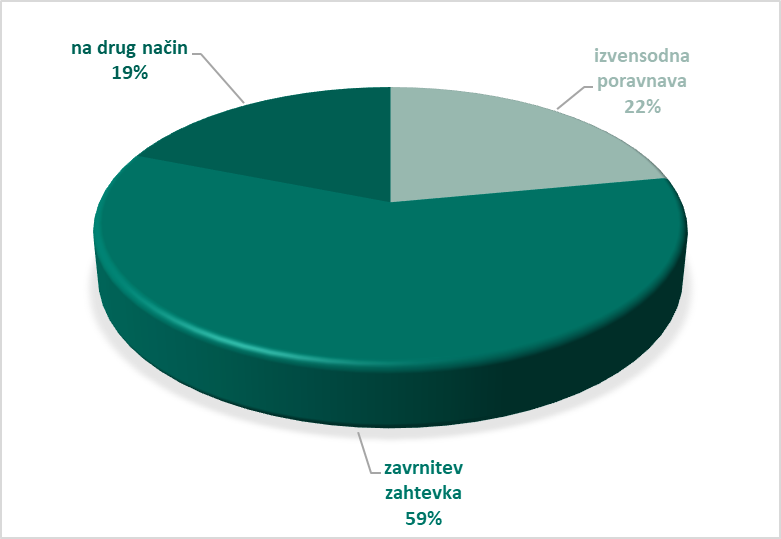 na drug način
19%
izvensodna
poravnava
22%
zavrnitev
zahtevka
59%